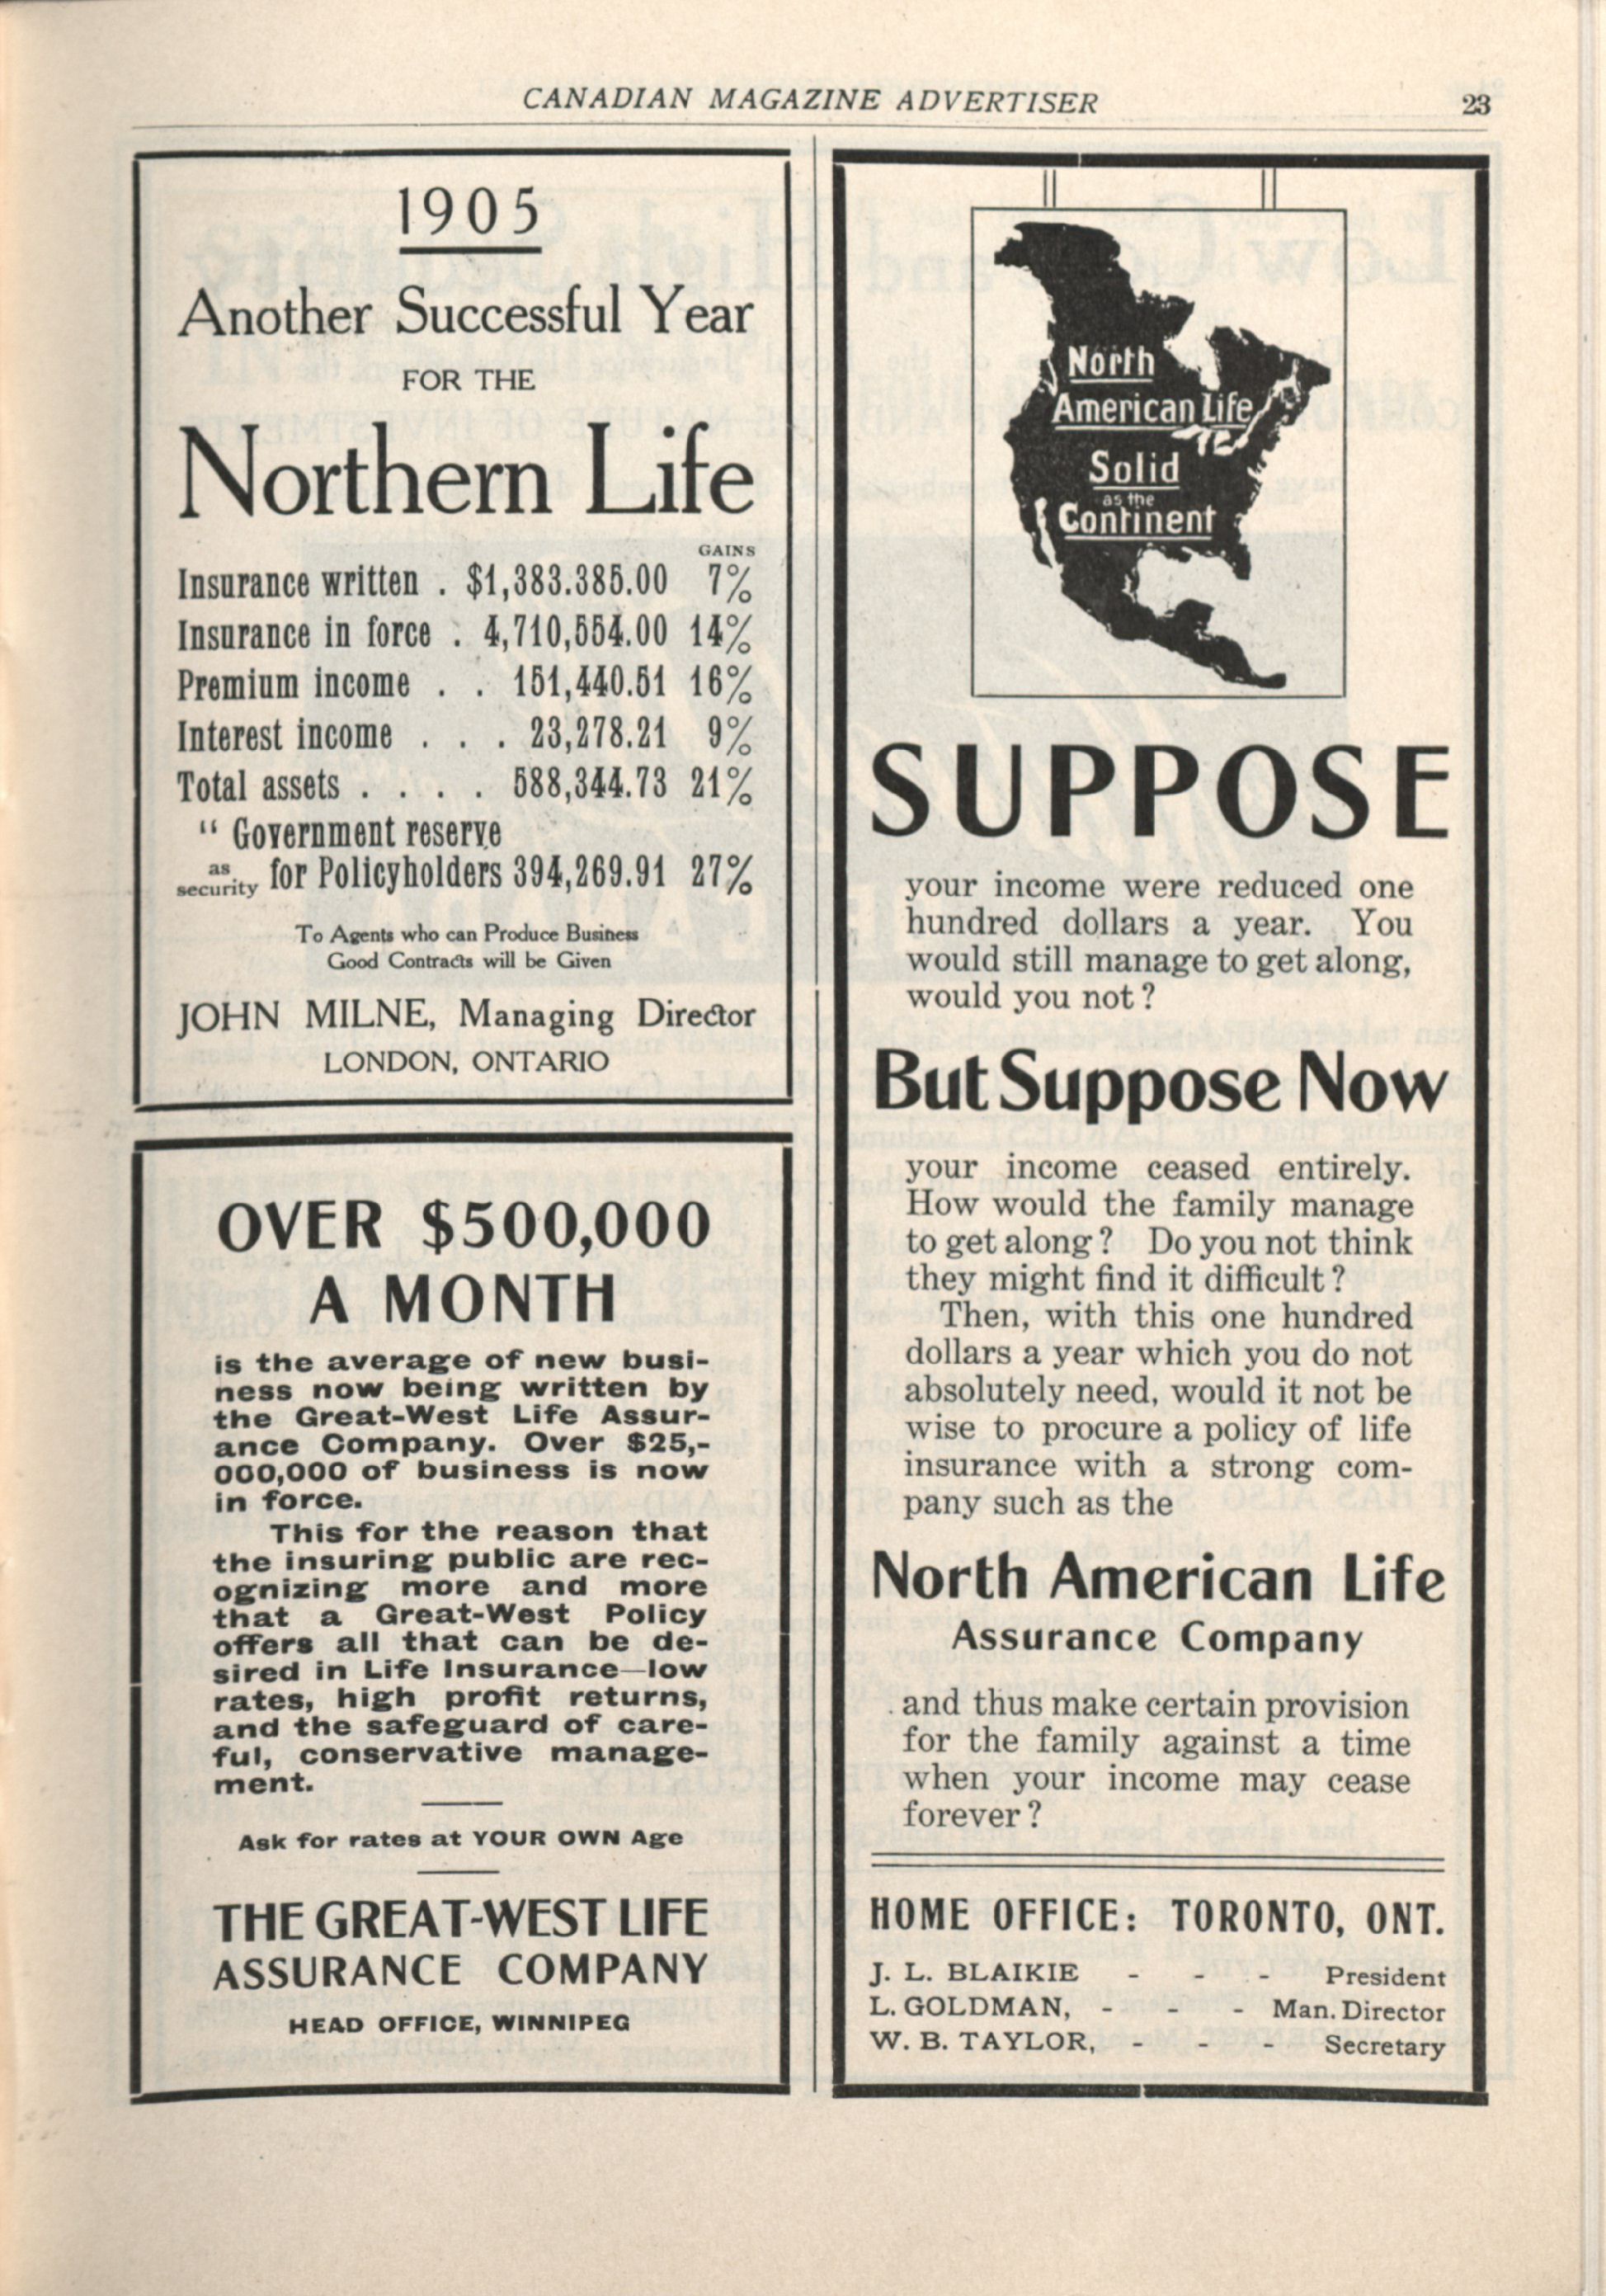 CANADIAN MAGAZINE ADVERTISER 23
1905
Another Successful Year
FOR THE
Northern Life
GAINS
Insurance written . $1,383.385.00 7%
Insurance in force . 4,710,554.00 14%
Premium income . . 151,440.51 16%
Interest income . . . 23,278.21 9%
Total assets . . . . 588,344.73 21%
“ Government reserve
as security for Policyholders 394,269.91 27%
To Agents who can Produce Business
Good Contracts will be Given
JOHN MILNE, Managing Director
LONDON, ONTARIO
OVER $500,000
A MONTH
is the average of new busi-
ness now being written by
the Great-West Life Assur-
ance Company. Over $25,-
000,000 of business is now
in force.
This for the reason that
the insuring public are rec-
ognizing more and more
that a Great-West Policy
offers all that can be de-
sired in Life Insurance—low
rates, high profit returns,
and the safeguard of care-
ful, conservative manage-
ment.
Ask for rates at YOUR OWN Age
THE GREAT-WEST LIFE
ASSURANCE COMPANY
HEAD OFFICE, WINNIPEG
North
American Life
Solid
as the
Continent
SUPPOSE
your income were reduced one
hundred dollars a year. You
would still manage to get along,
would you not?
But Suppose Now
your income ceased entirely.
How would the family manage
to get along? Do you not think
they might find it difficult?
Then, with this one hundred
dollars a year which you do not
absolutely need, would it not be
wise to procure a policy of life
insurance with a strong com-
pany such as the
North American Life
Assurance Company
and thus make certain provision
for the family against a time
when your income may cease
forever?
HOME OFFICE: TORONTO, ONT.
J. L. BLAIKIE - - - President
L. GOLDMAN, - - - Man. Director
W. B. TAYLOR, - - - Secretary